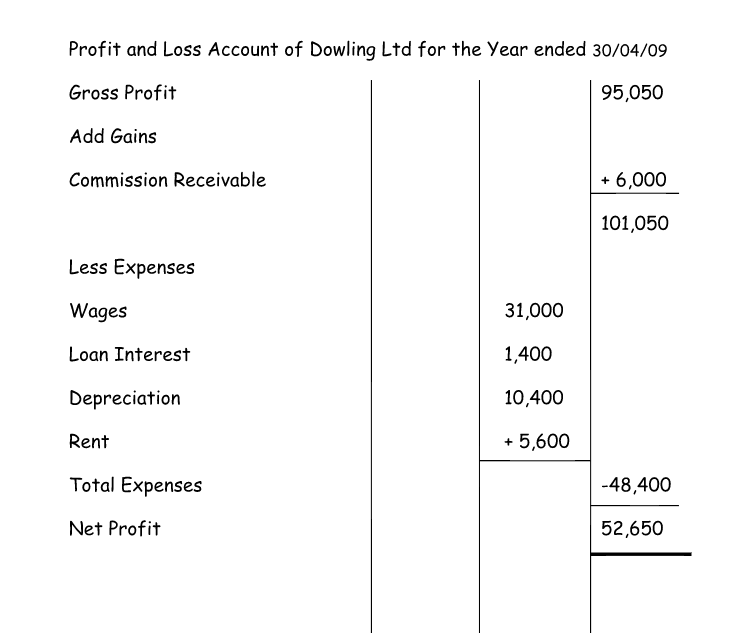 Profit and Loss Account of Dowling Ltd for the Year ended 30/04/09
Gross Profit 95,050
Add Gains
Commission Receivable + 6,000
101,050
Less Expenses
Wages 31,000
Loan Interest 1,400
Depreciation 10,400
Rent + 5,600
Total Expenses -48,400
Net Profit 52,650